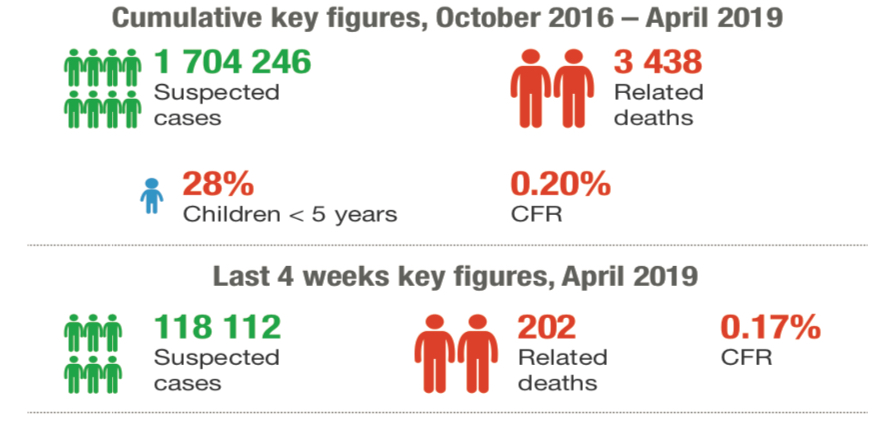 Cumulative key figures, October 2016 – April 2019
1 704 246
Suspected
cases
3 438
Related
deaths
28%
Children < 5 years
0.20%
CFR
Last 4 weeks key figures, April 2019
118 112
Suspected
cases
202
Related
deaths
0.17%
CFR